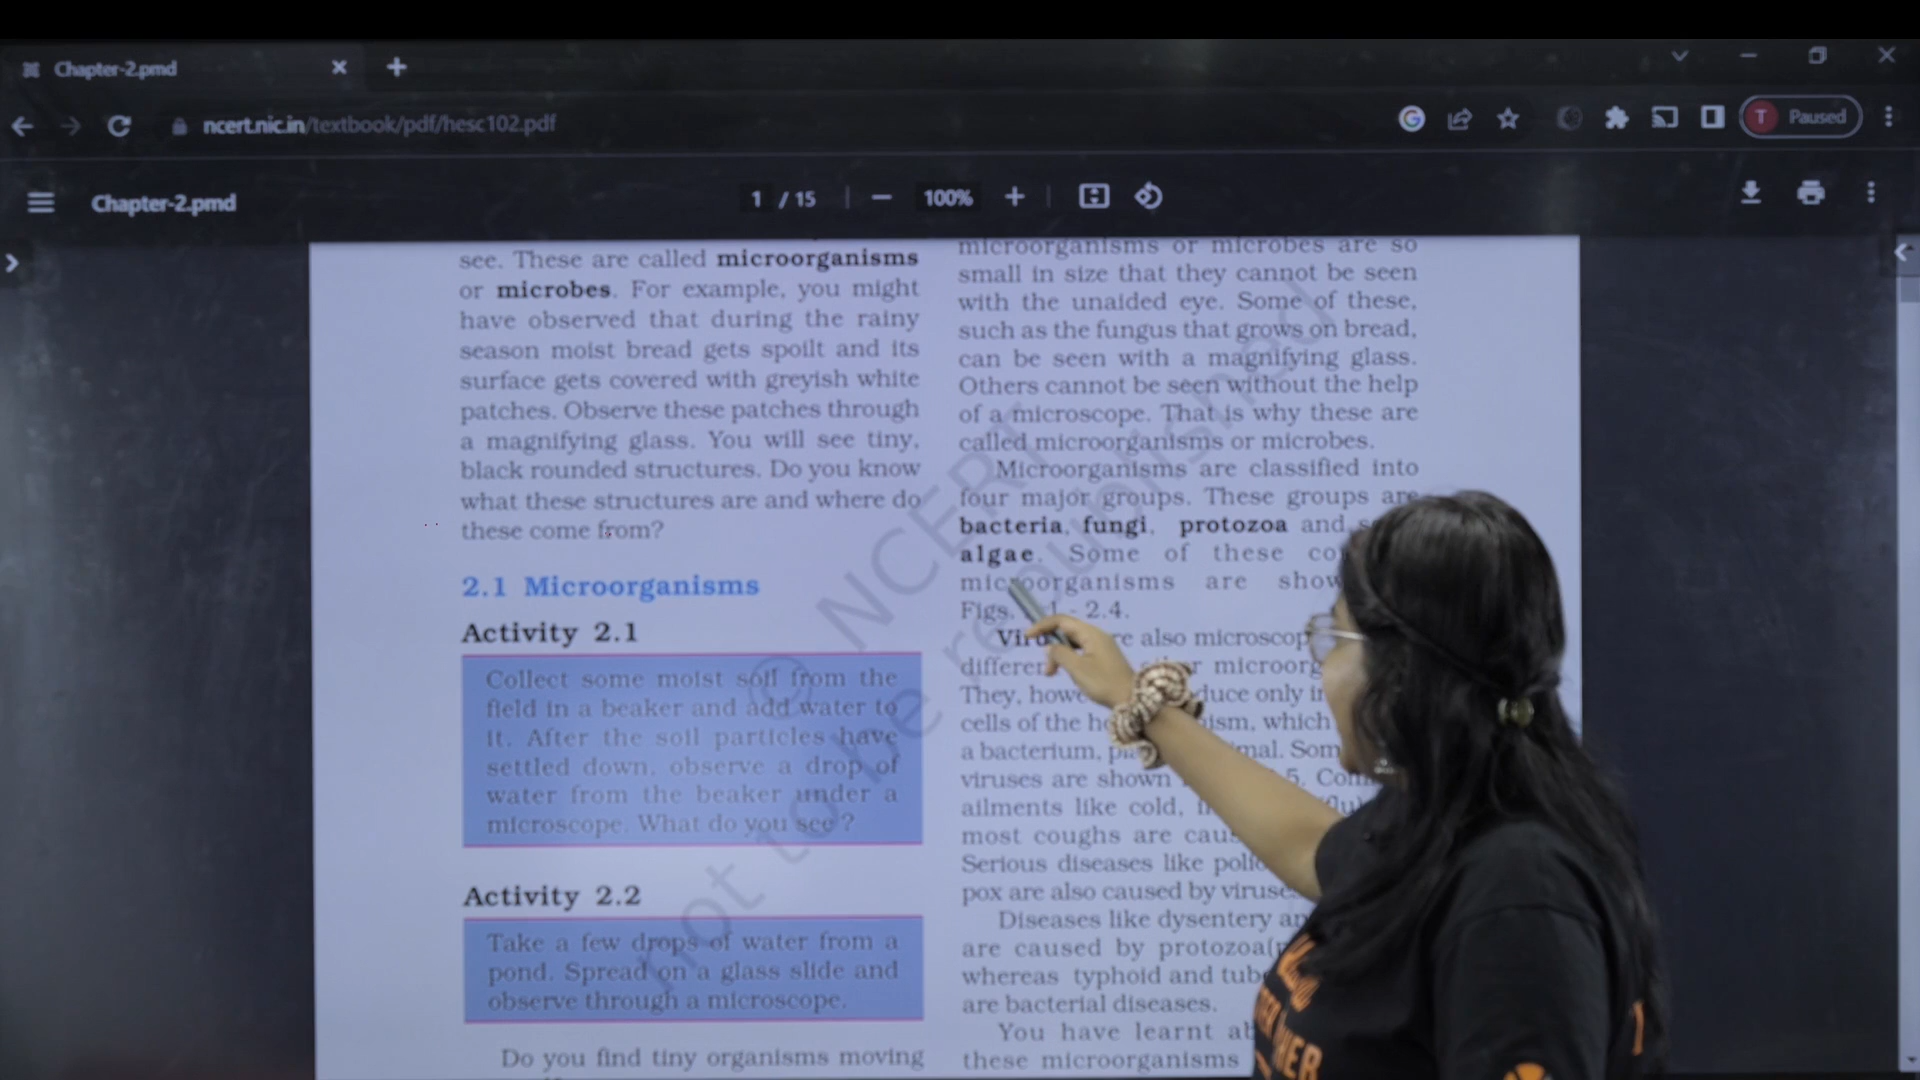 Chapter-2.pmd
ncert.nic.in/textbook/pdf/hesc102.pdf
T Paused
Chapter-2.pmd
1 / 15
100%
see. These are called microorganisms
or microbes. For example, you might
have observed that during the rainy
season moist bread gets spoilt and its
surface gets covered with greyish white
patches. Observe these patches through
a magnifying glass. You will see tiny,
black rounded structures. Do you know
what these structures are and where do
these come from?
2.1 Microorganisms
Activity 2.1
Collect some moist soil from the
field in a beaker and add water to
it. After the soil particles have
settled down, observe a drop of
water from the beaker under a
microscope. What do you see ?
Activity 2.2
Take a few drops of water from a
pond. Spread on a glass slide and
observe through a microscope.
Do you find tiny organisms moving
microorganisms or microbes are so
small in size that they cannot be seen
with the unaided eye. Some of these,
such as the fungus that grows on bread,
can be seen with a magnifying glass.
Others cannot be seen without the help
of a microscope. That is why these are
called microorganisms or microbes.
Microorganisms are classified into
four major groups. These groups are
bacteria, fungi, protozoa and
algae. Some of these
microorganisms are
Figs. - 2.4.
also
They,
cells of the
a bacterium,
viruses are shown
ailments like cold,
most coughs are
Serious diseases like
pox are also caused by
Diseases like dysentery
are caused by protozoa
whereas typhoid and
are bacterial diseases.
You have learnt
these microorganisms
© NCERT
not to be republished